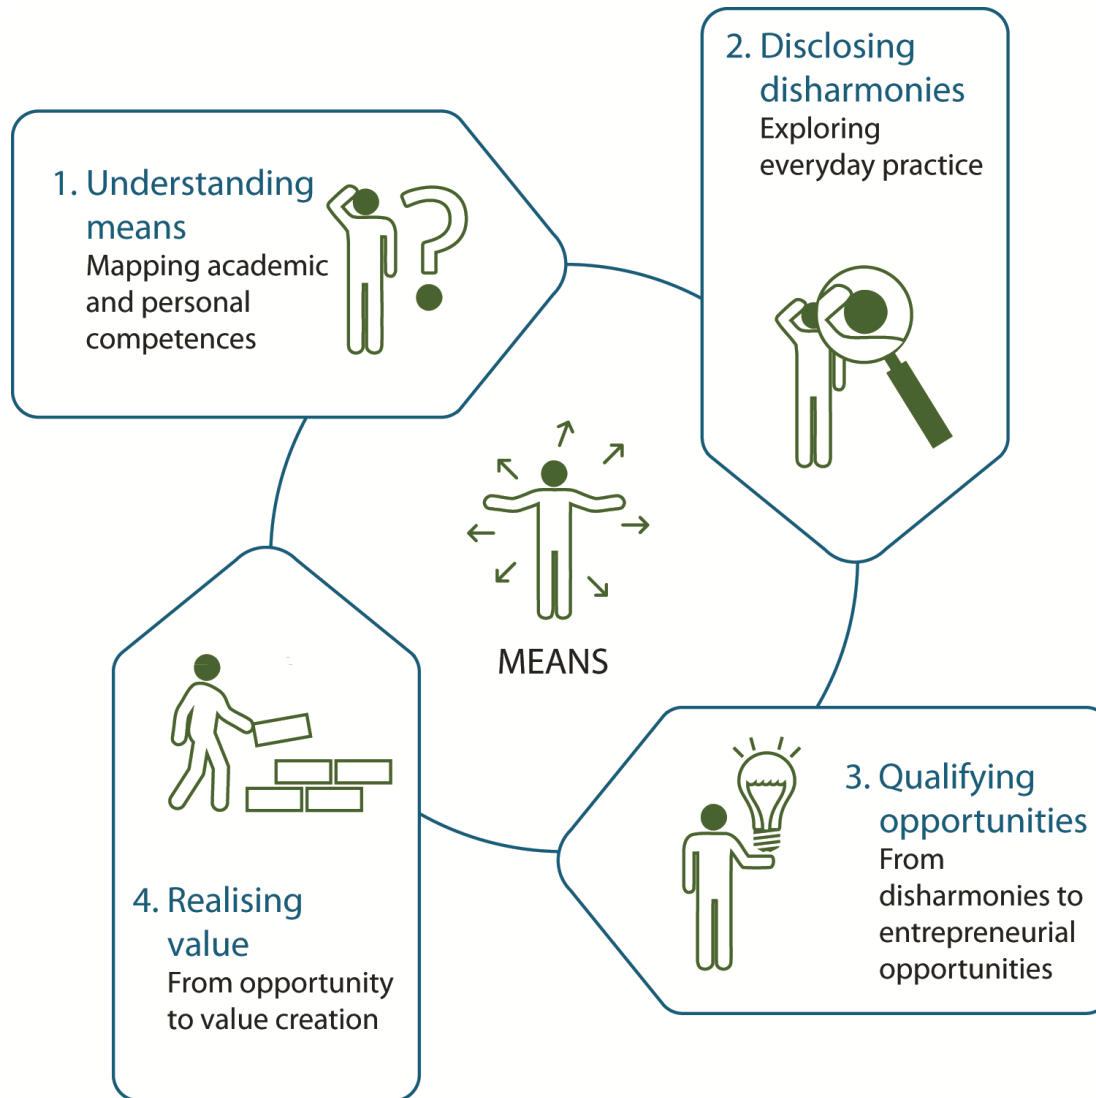 1. Understanding
means
Mapping academic
and personal
competences
2. Disclosing
disharmonies
Exploring
everyday practice
MEANS
3. Qualifying
opportunities
From
disharmonies to
entrepreneurial
opportunities
4. Realising
value
From opportunity
to value creation